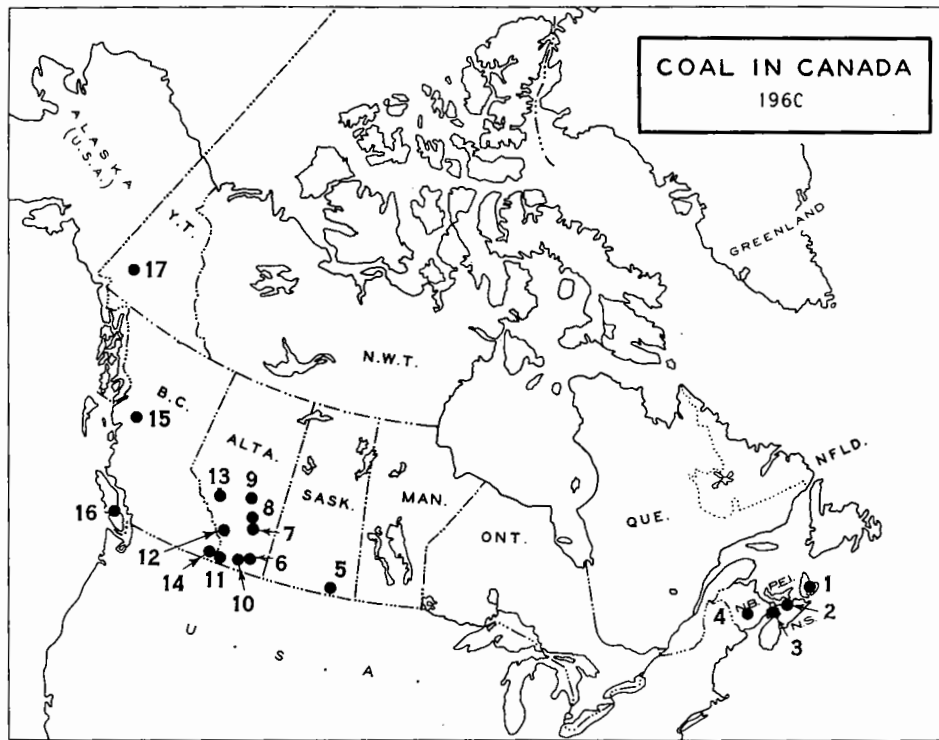 COAL IN CANADA
196C
ALASKA
(U.S.A.)
Y.T.
GREENLAND
17
N.W.T.
B.C.
15
ALTA.
NFLD.
13
9
SASK.
MAN.
8
QUE.
16
7
ONT.
12
14
11
6
10
5
P.E.I.
1
N.B.
4
N.S.
2
3
U.S.A.